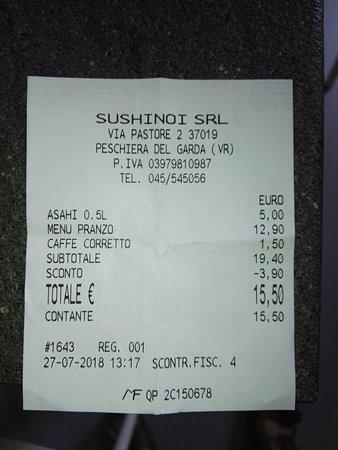 SUSHINOI SRL
VIA PASTORE 2 37019
PESCHIERA DEL GARDA (VR)
P.IVA 03979810987
TEL. 045/545056
EURO
ASAHI 0.5L 5,00
MENU PRANZO 12,90
CAFFE CORRETTO 1,50
SUBTOTALE 19,40
SCONTO -3,90
TOTALE € 15,50
CONTANTE 15,50
#1643 REG. 001
27-07-2018 13:17 SCONTR.FISC. 4
MF QP 2C150678